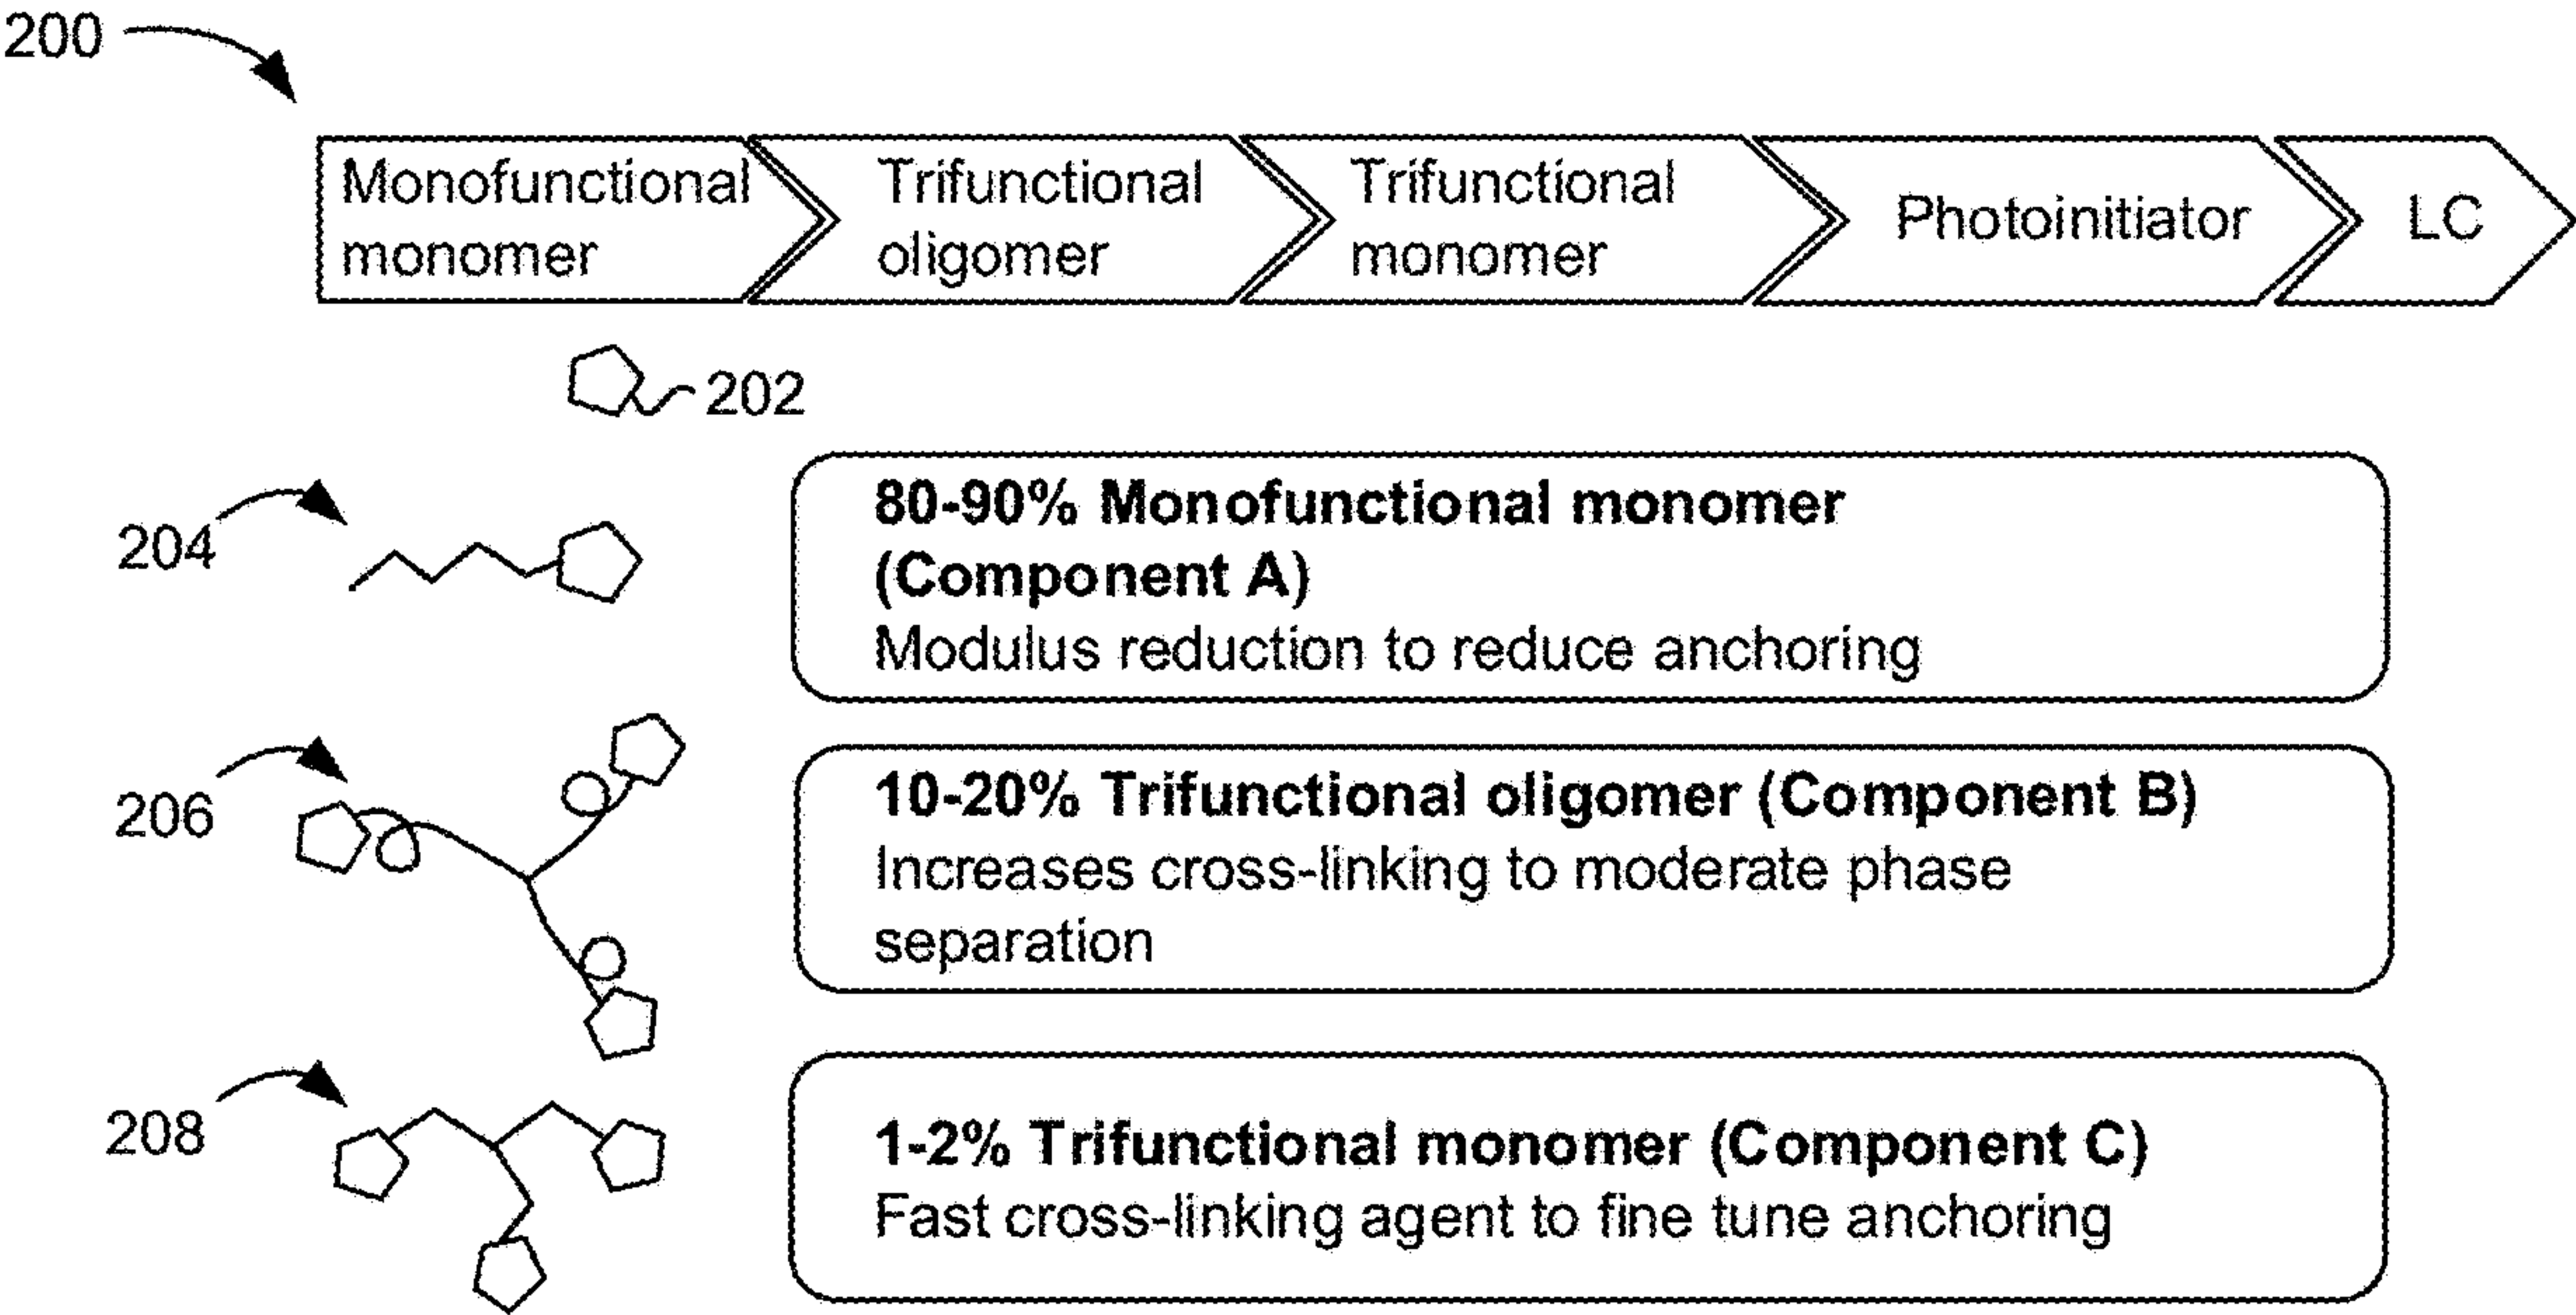 200
Monofunctional
monomer
Trifunctional
oligomer
Trifunctional
monomer
Photoinitiator
LC
202
204
80-90% Monofunctional monomer
(Component A)
Modulus reduction to reduce anchoring
206
10-20% Trifunctional oligomer (Component B)
Increases cross-linking to moderate phase
separation
208
1-2% Trifunctional monomer (Component C)
Fast cross-linking agent to fine tune anchoring